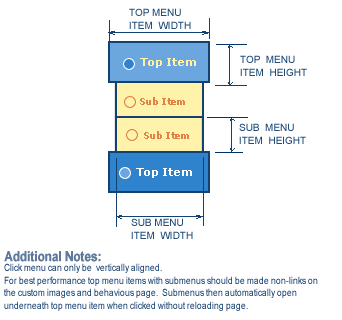 TOP MENU
ITEM WIDTH
Top Item
TOP MENU
ITEM HEIGHT
Sub Item
Sub Item
SUB MENU
ITEM HEIGHT
Top Item
SUB MENU
ITEM WIDTH
Additional Notes:
Click menu can only be vertically aligned.
For best performance top menu items with submenus should be made non-links on
the custom images and behavious page. Submenus then automatically open
underneath top menu item when clicked without reloading page.